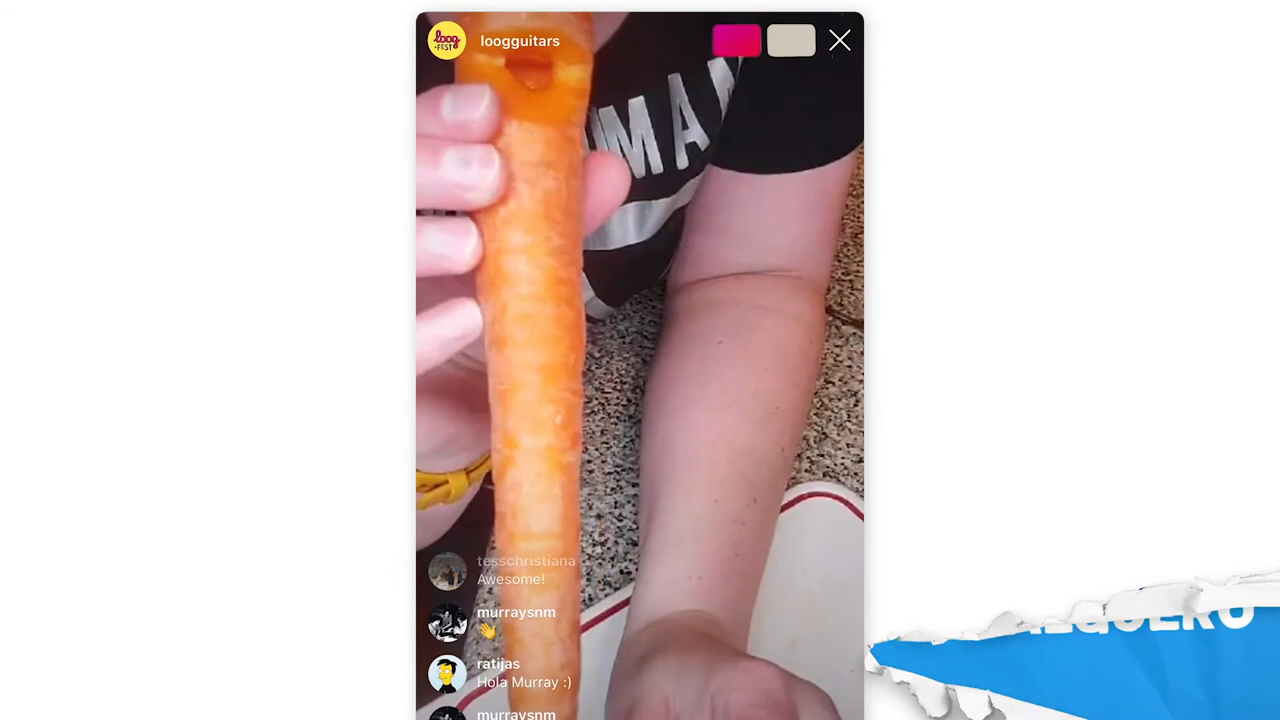 loog
FEST
loogguitars
tesschristiana
Awesome!
murraysnm
👋
ratijas
Hola Murray :)
murraysnm